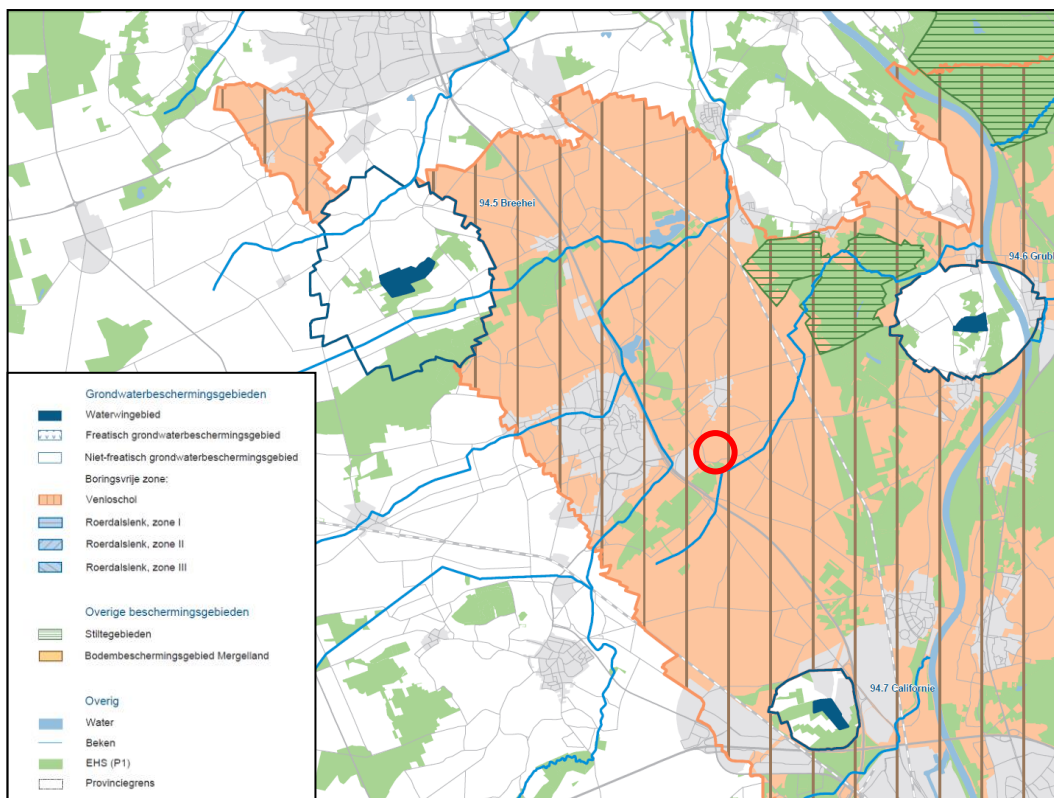 94.5 Breehei
94.6 Grubb
94.7 Californië
Grondwaterbeschermingsgebieden
Waterwingebied
Freatisch grondwaterbeschermingsgebied
Niet-freatisch grondwaterbeschermingsgebied
Boringsvrije zone:
Venloschol
Roerdalslenk, zone I
Roerdalslenk, zone II
Roerdalslenk, zone III
Overige beschermingsgebieden
Stiltegebieden
Bodembeschermingsgebied Mergelland
Overig
Water
Beken
EHS (P1)
Provinciegrens